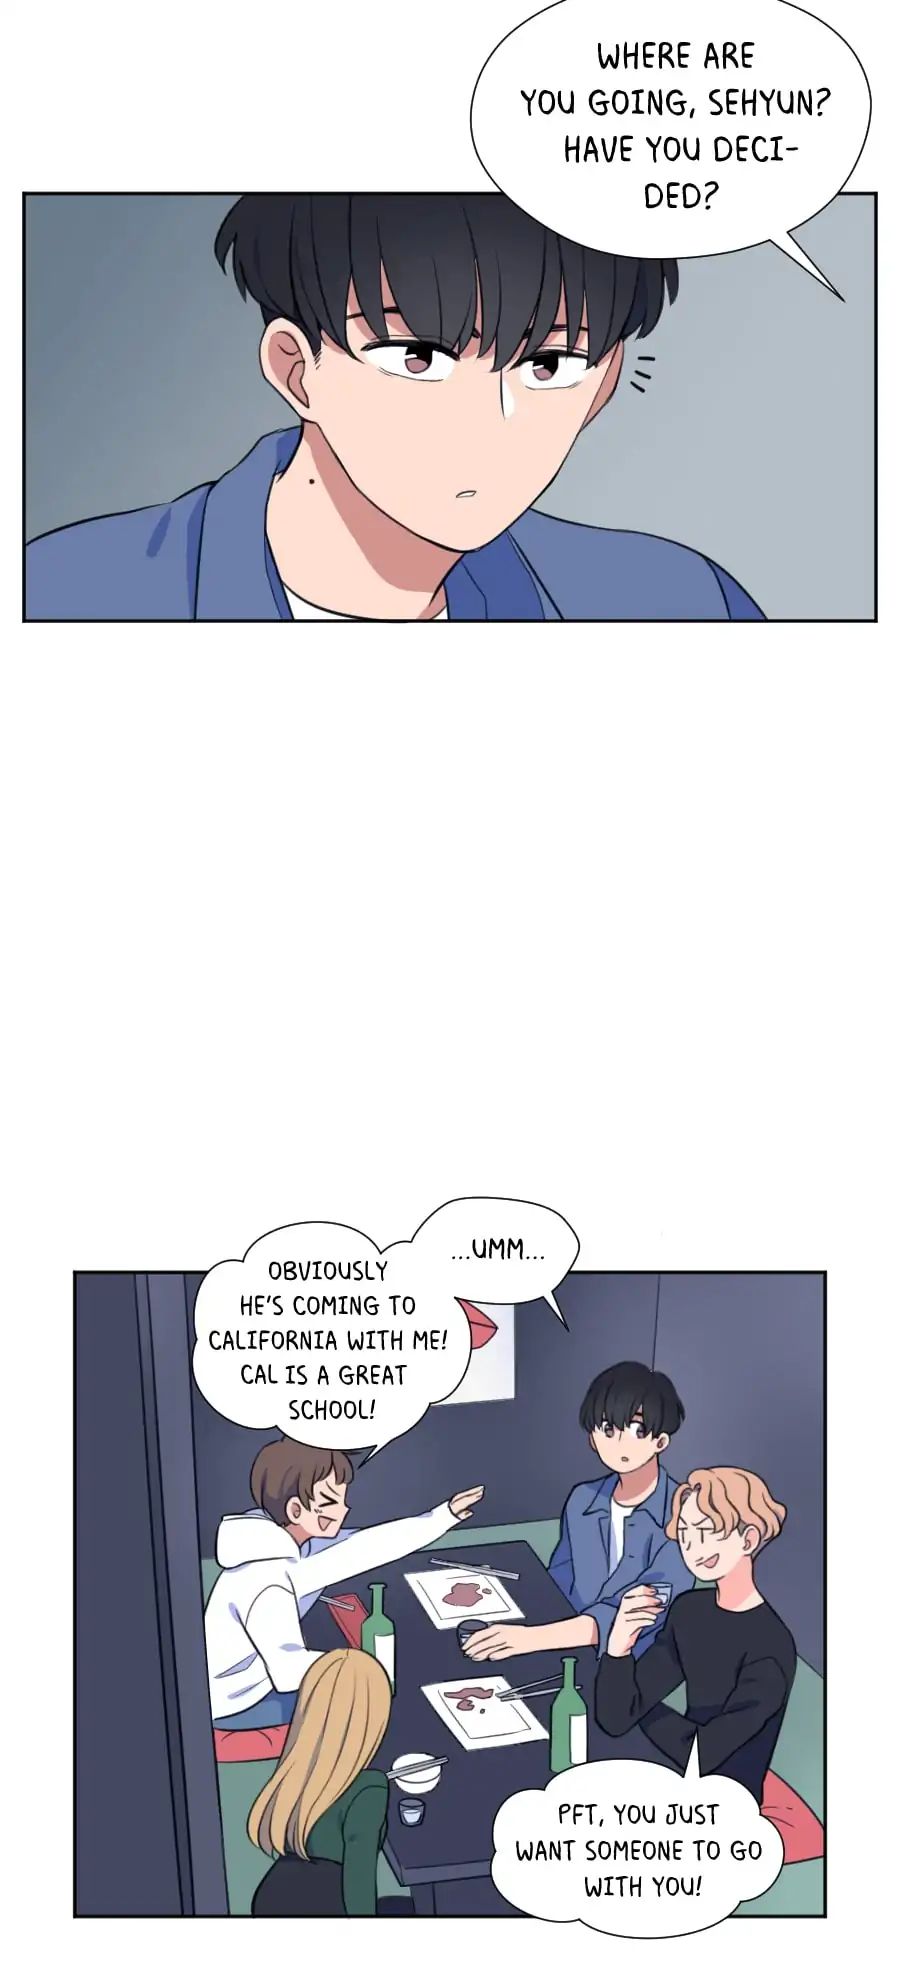 WHERE ARE
YOU GOING, SEHYUN?
HAVE YOU DECI-
DED?
OBVIOUSLY
HE'S COMING TO
CALIFORNIA WITH ME!
CAL IS A GREAT
SCHOOL!
...UMM...
PFT, YOU JUST
WANT SOMEONE TO GO
WITH YOU!